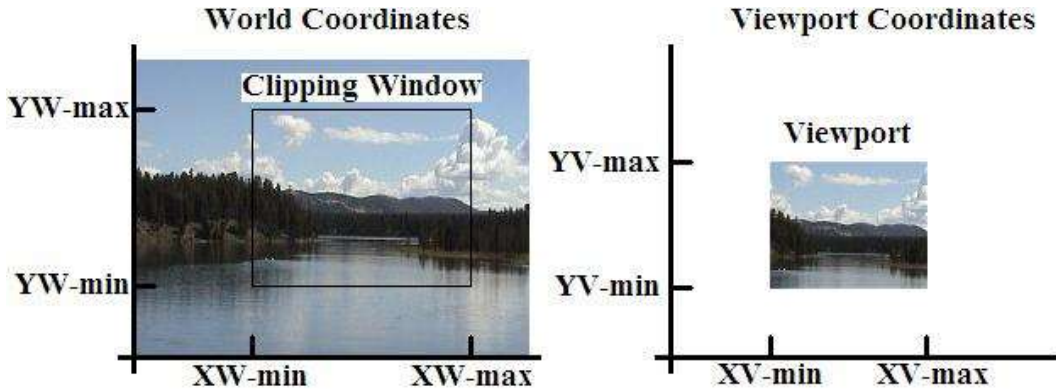 World Coordinates
Clipping Window
YW-max
YW-min
XW-min XW-max
Viewport Coordinates
Viewport
YV-max
YV-min
XV-min XV-max